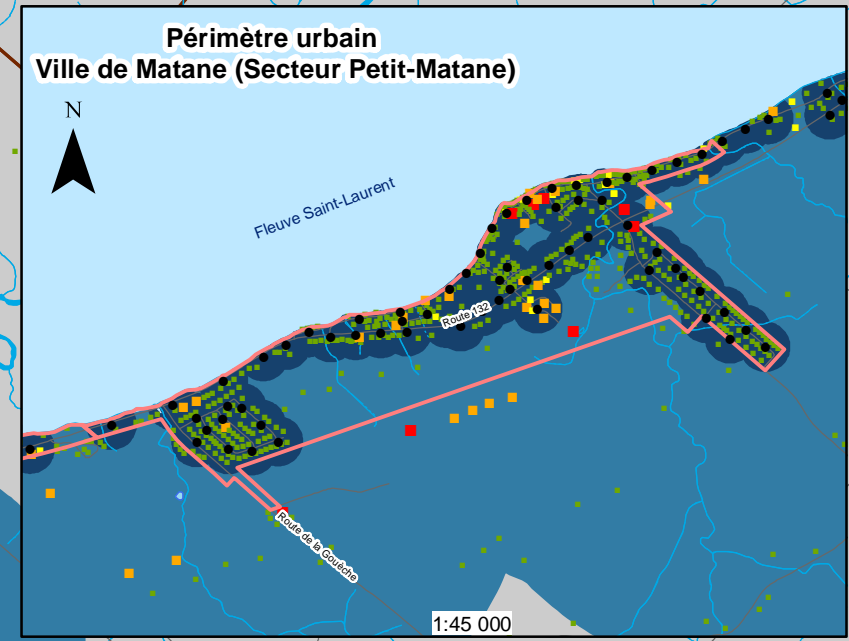 Périmètre urbain
Ville de Matane (Secteur Petit-Matane)
N
Fleuve Saint-Laurent
Route 132
Route de la Gouèche
1:45 000